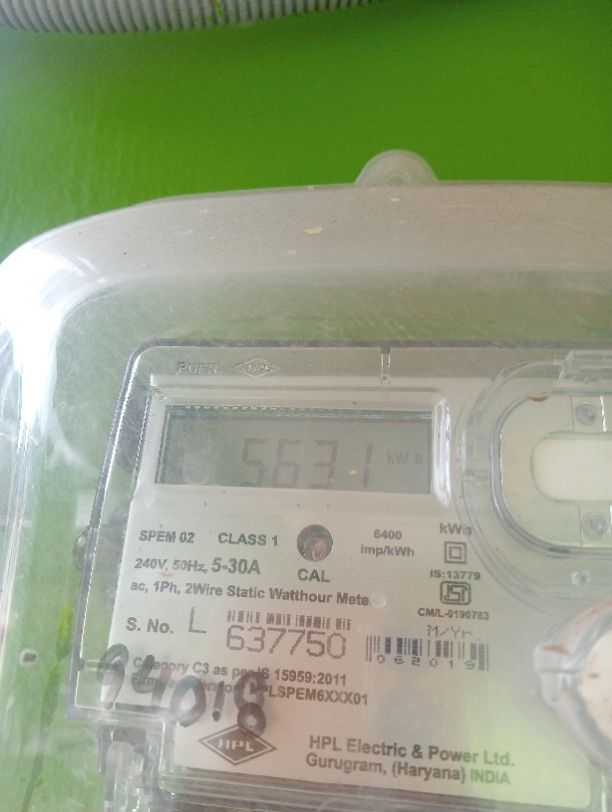 5631 kWh
SPEM 02 CLASS 1
6400 imp/kWh
kWh
240V, 50Hz, 5-30A
CAL
IS:13779
ac, 1Ph, 2Wire Static Watthour Mete
CM/L-9190783
S. No. L 637750
M/Yr.
062019
Category C3 as per IS 15959:2011
PLSPEM6XXX01
94018
HPL
HPL Electric & Power Ltd.
Gurugram, (Haryana) INDIA